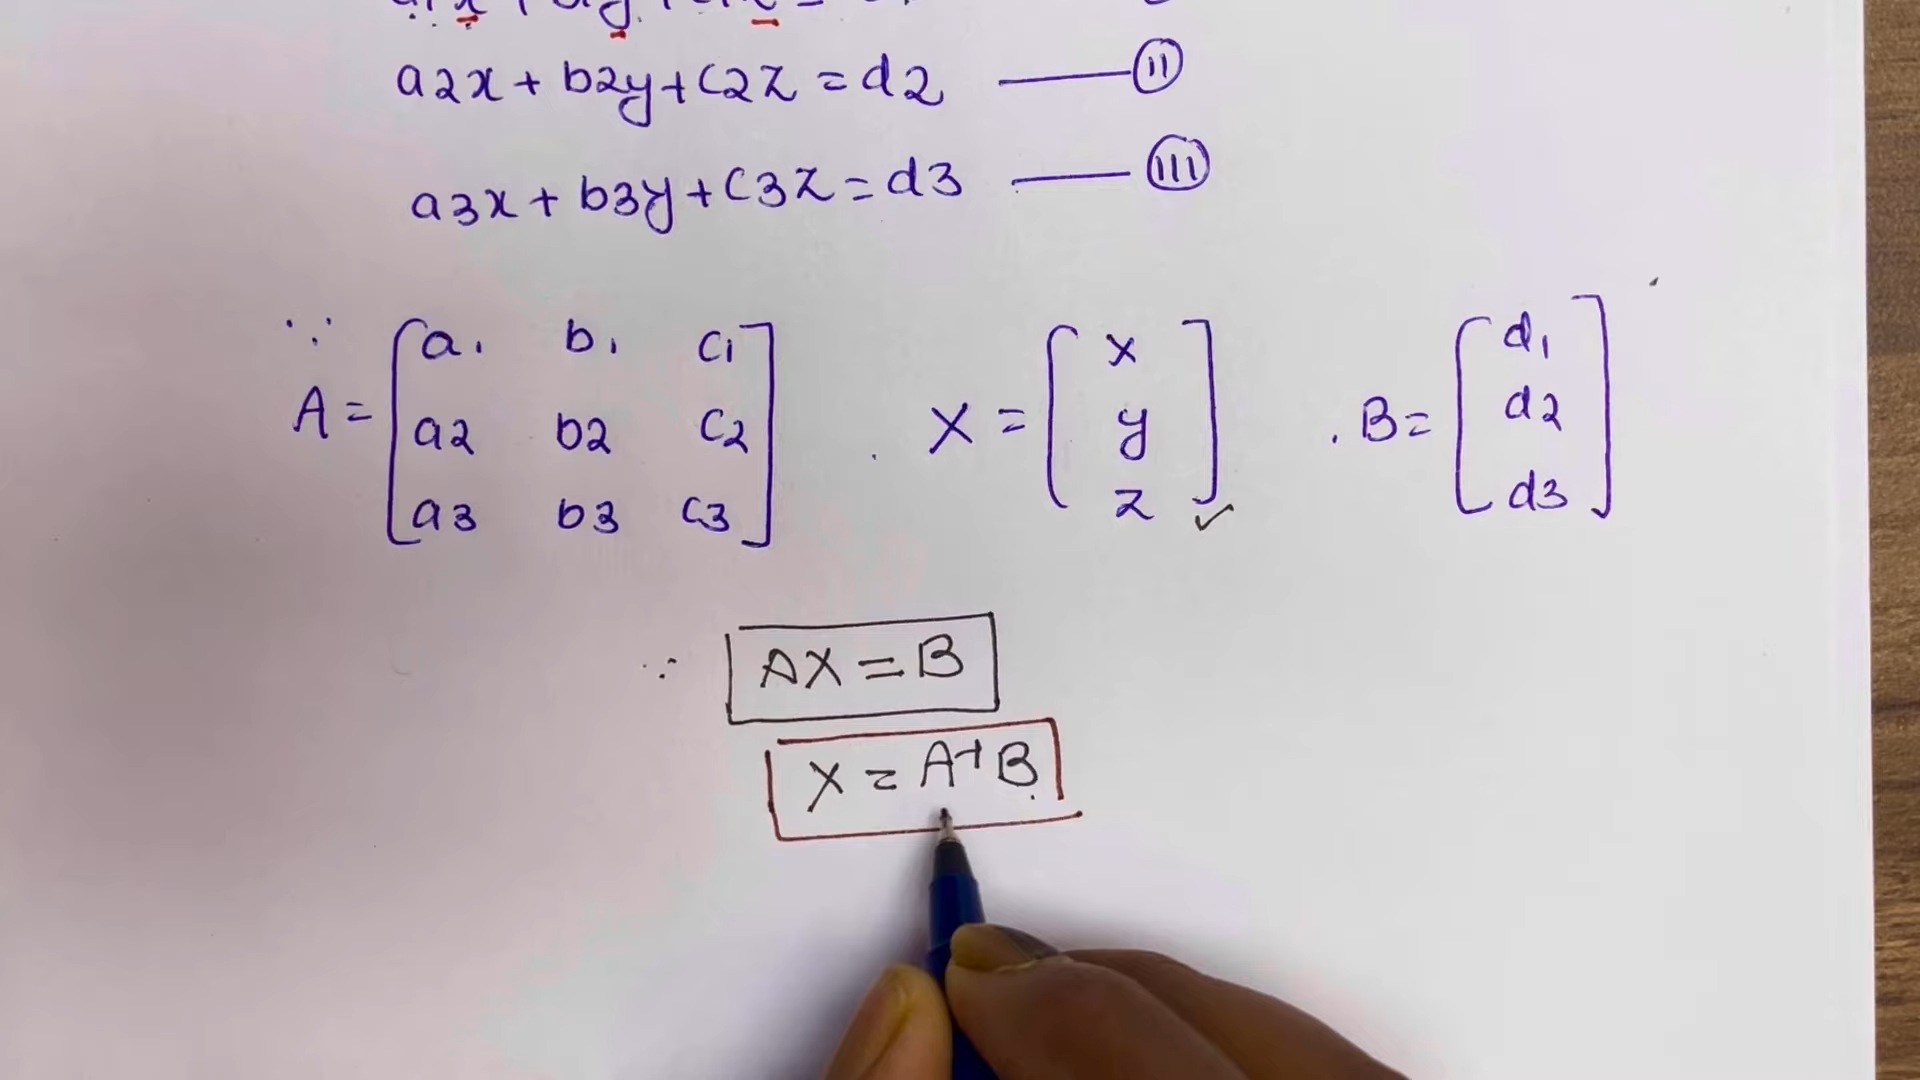 a2x + b2y + c2z = d2 —— (II)
a3x + b3y + c3z = d3 —— (III)
∵ A = [a1 b1 c1
a2 b2 c2
a3 b3 c3]
X = [x
y
z] ✓
B = [d1
d2
d3]
∵ AX = B
X = A⁻¹B